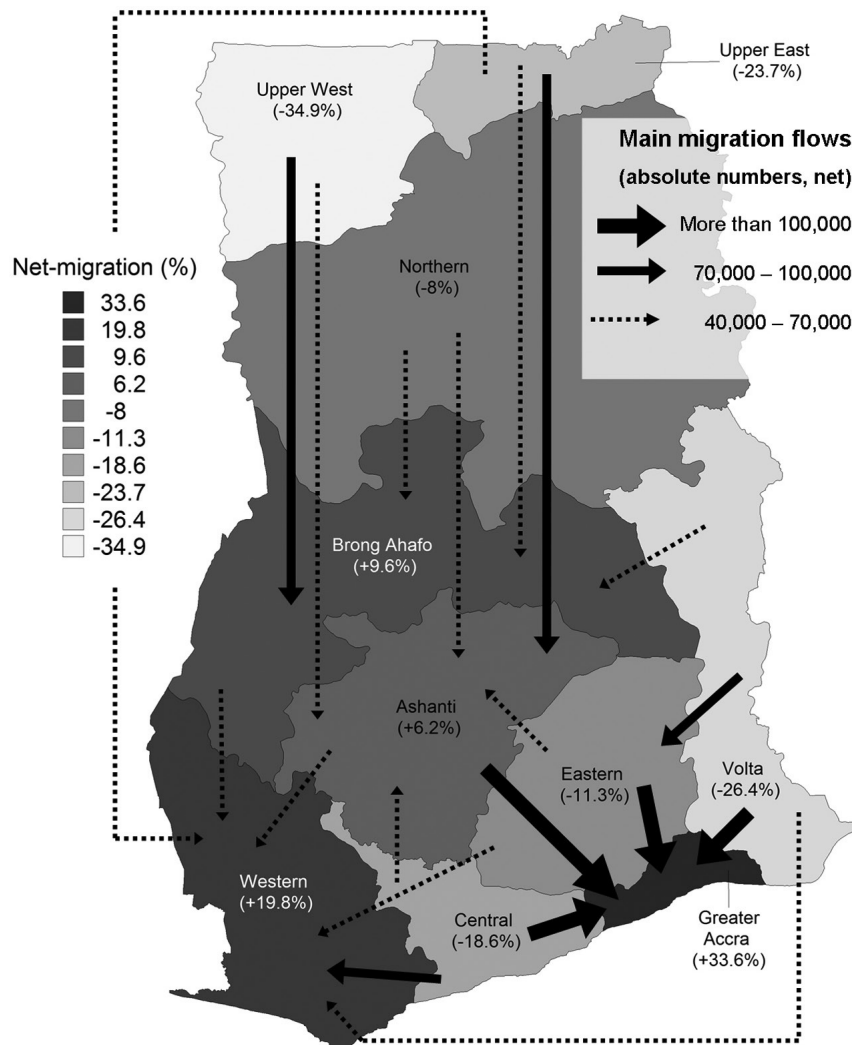 Upper East
(-23.7%)
Upper West
(-34.9%)
Main migration flows
(absolute numbers, net)
More than 100,000
70,000 – 100,000
40,000 – 70,000
Net-migration (%)
33.6
19.8
9.6
6.2
-8
-11.3
-18.6
-23.7
-26.4
-34.9
Northern
(-8%)
Brong Ahafo
(+9.6%)
Ashanti
(+6.2%)
Eastern
(-11.3%)
Volta
(-26.4%)
Western
(+19.8%)
Central
(-18.6%)
Greater
Accra
(+33.6%)